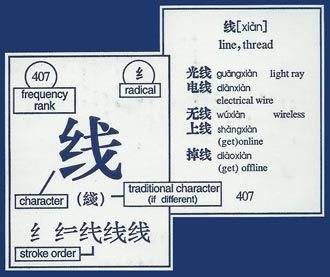 407
frequency
rank
纟
radical
线
character
(綫)
traditional character
(if different)
纟 纟 线 线 线
stroke order
线[xiàn]
line, thread
光线 guāngxiàn light ray
电线 diànxiàn
electrical wire
无线 wúxiàn wireless
上线 shàngxiàn
(get)online
掉线 diàoxiàn
(get) offline
407